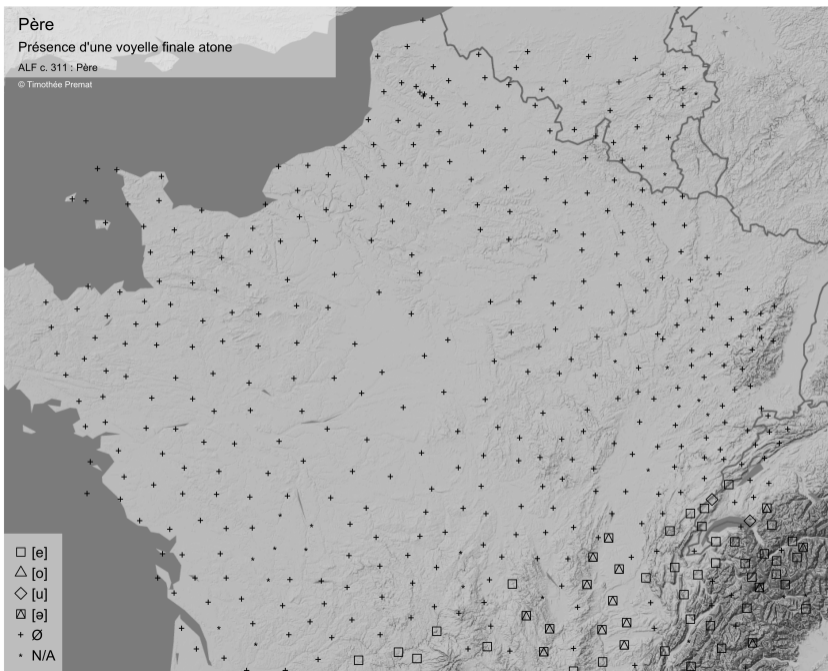 Père
Présence d'une voyelle finale atone
ALF c. 311 : Père
© Timothée Premat
[e]
[o]
[u]
[ə]
Ø
N/A